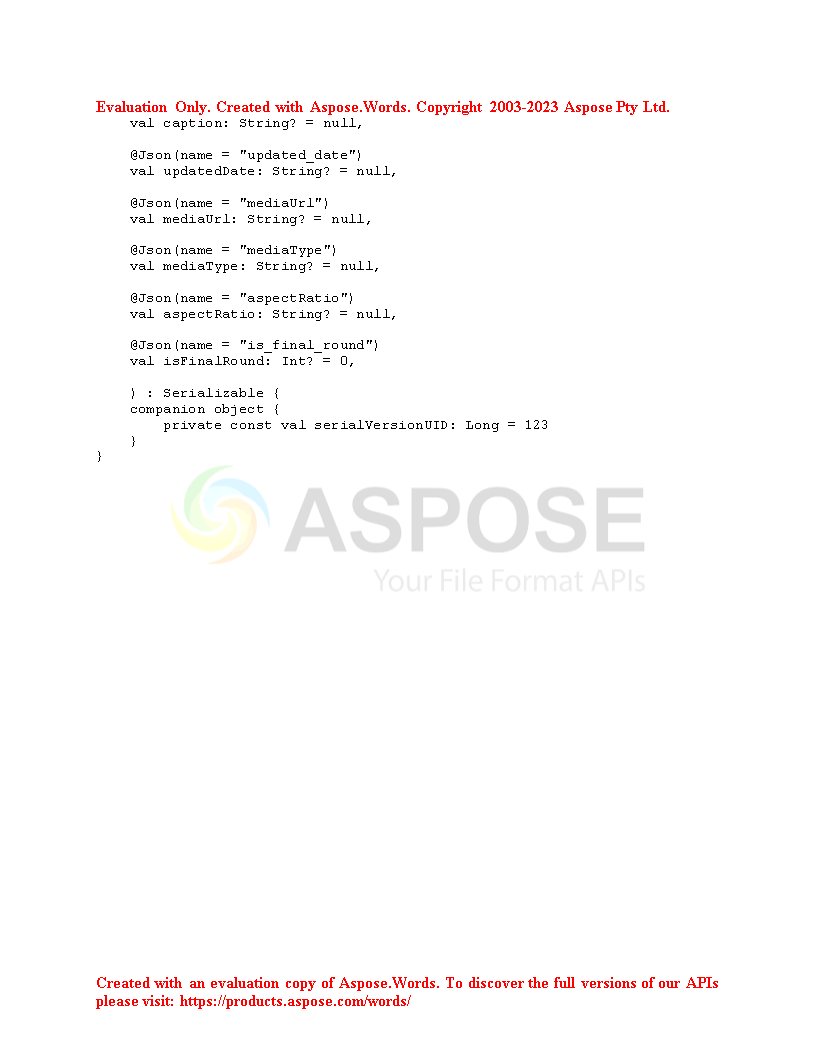 Evaluation Only. Created with Aspose.Words. Copyright 2003-2023 Aspose Pty Ltd.
val caption: String? = null,
@Json(name = "updated_date")
val updatedDate: String? = null,
@Json(name = "mediaUrl")
val mediaUrl: String? = null,
@Json(name = "mediaType")
val mediaType: String? = null,
@Json(name = "aspectRatio")
val aspectRatio: String? = null,
@Json(name = "is_final_round")
val isFinalRound: Int? = 0,
) : Serializable {
companion object {
private const val serialVersionUID: Long = 123
}
}
ASPOSE
Your File Format APIs
Created with an evaluation copy of Aspose.Words. To discover the full versions of our APIs
please visit: https://products.aspose.com/words/